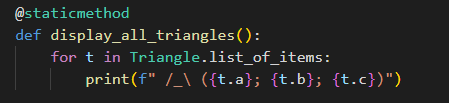 @staticmethod
def display_all_triangles():
    for t in Triangle.list_of_items:
        print(f" /_\ ({t.a}; {t.b}; {t.c})")